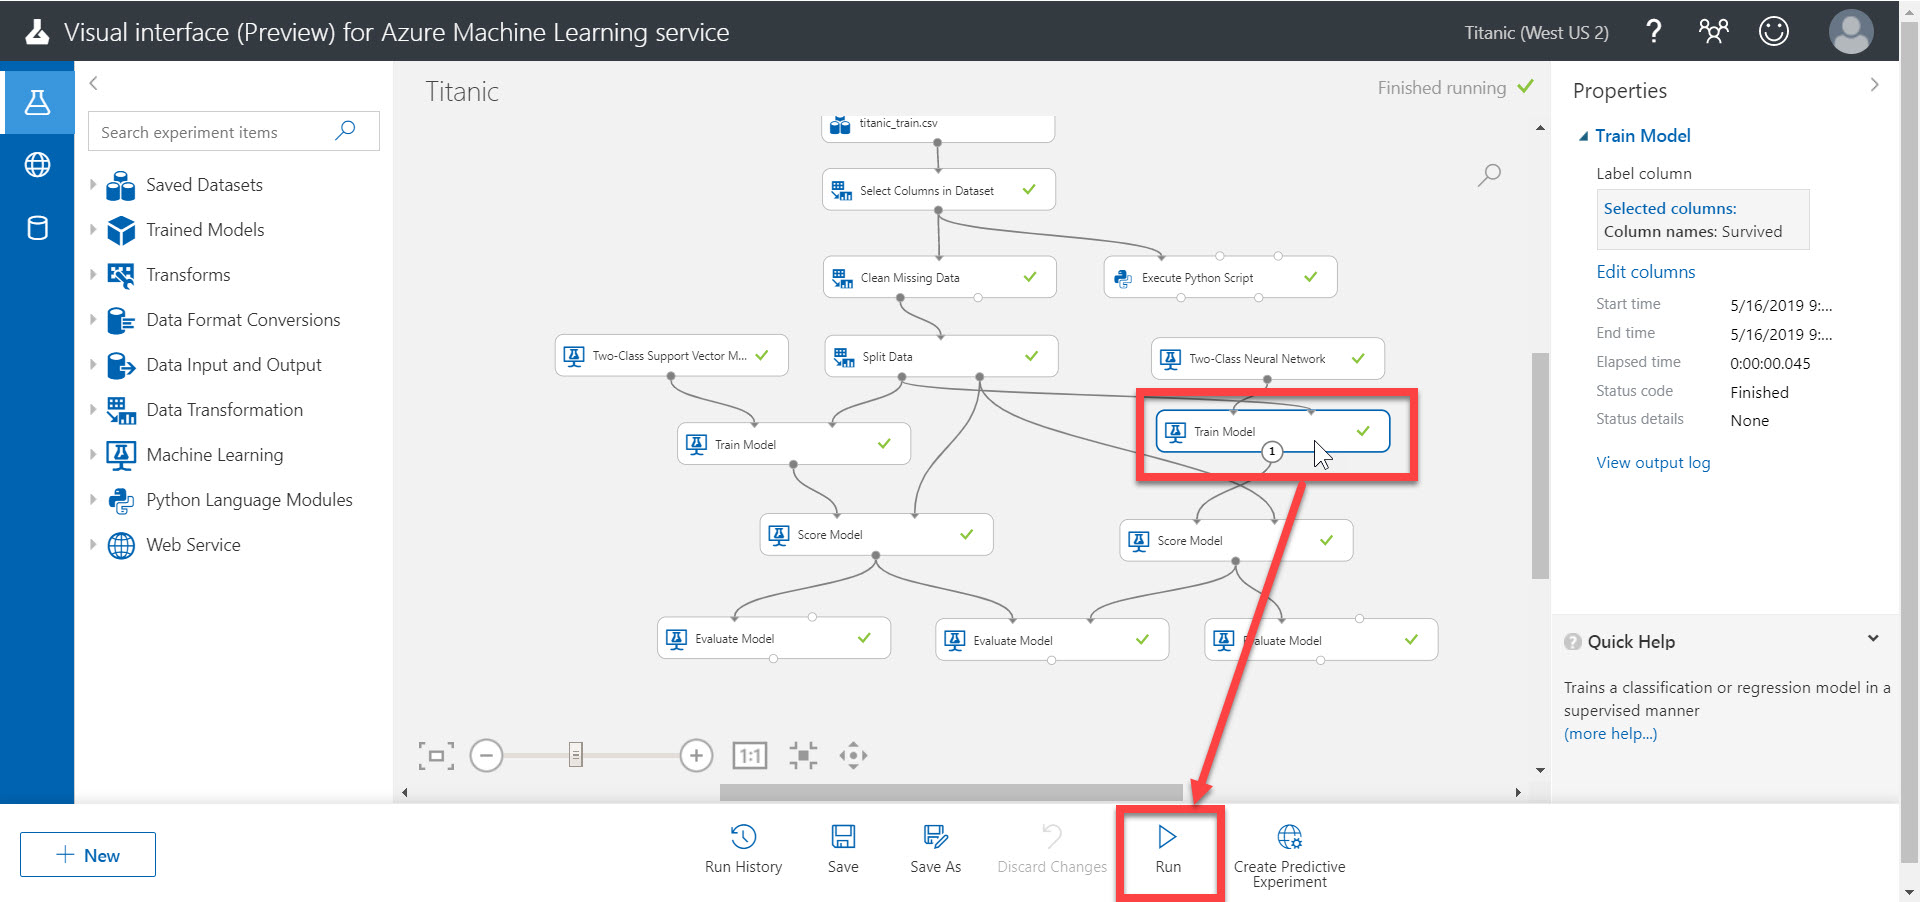 Visual interface (Preview) for Azure Machine Learning service
Titanic (West US 2)
?
Titanic
Finished running
Properties
Search experiment items
Saved Datasets
Trained Models
Transforms
Data Format Conversions
Data Input and Output
Data Transformation
Machine Learning
Python Language Modules
Web Service
titanic_train.csv
Select Columns in Dataset
Clean Missing Data
Execute Python Script
Two-Class Support Vector M...
Split Data
Two-Class Neural Network
Train Model
Train Model
1
Score Model
Score Model
Evaluate Model
Evaluate Model
Evaluate Model
1:1
Train Model
Label column
Selected columns:
Column names: Survived
Edit columns
Start time 5/16/2019 9:...
End time 5/16/2019 9:...
Elapsed time 0:00:00.045
Status code Finished
Status details None
View output log
? Quick Help
Trains a classification or regression model in a
supervised manner
(more help...)
New
Run History
Save
Save As
Discard Changes
Run
Create Predictive
Experiment